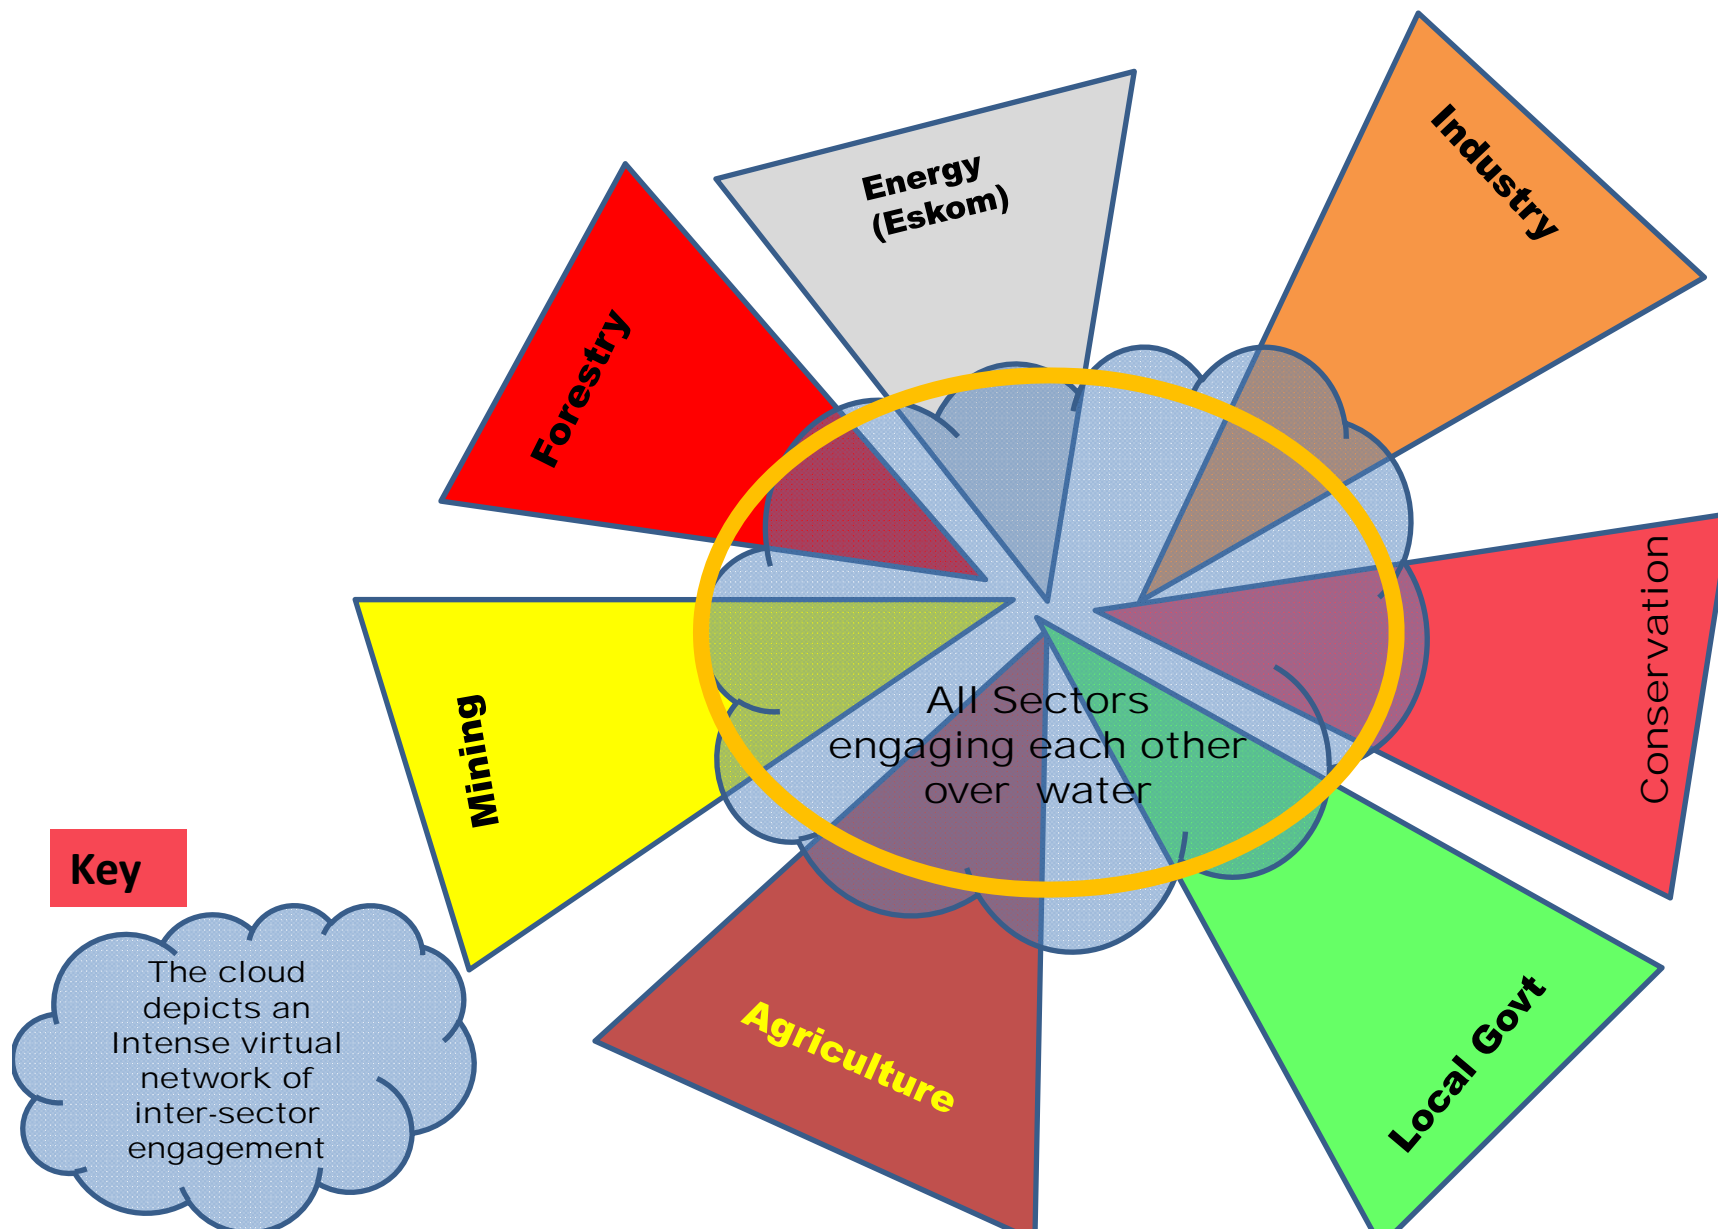 Energy
(Eskom)
Industry
Forestry
Conservation
Mining
All Sectors
engaging each other
over water
Agriculture
Local Govt
Key
The cloud
depicts an
Intense virtual
network of
inter-sector
engagement